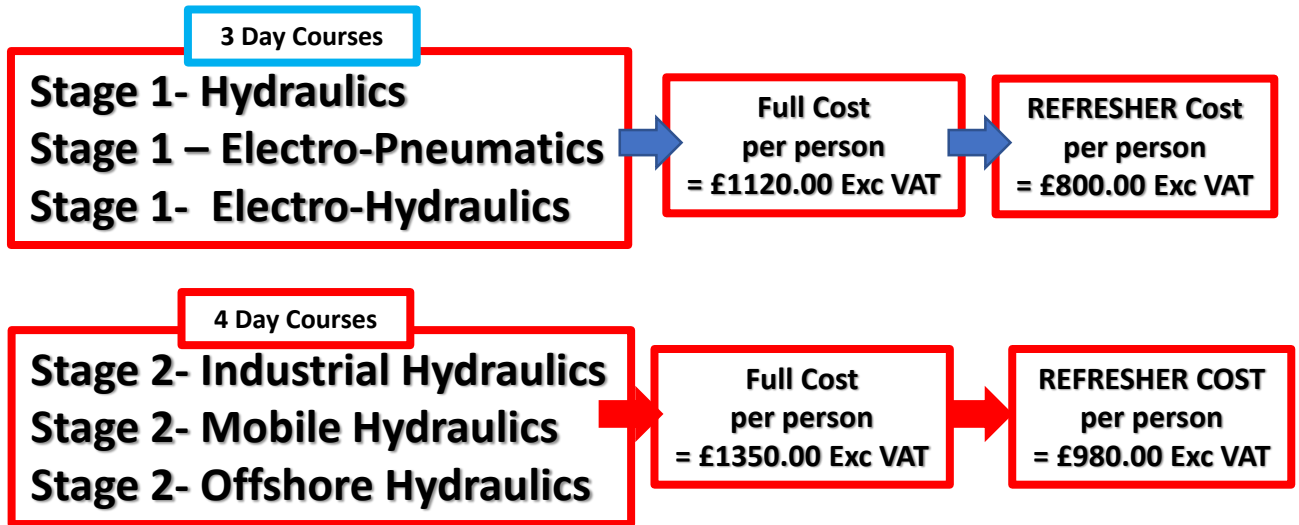 3 Day Courses
Stage 1- Hydraulics
Stage 1 – Electro-Pneumatics
Stage 1-  Electro-Hydraulics
Full Cost
per person
= £1120.00 Exc VAT
REFRESHER Cost
per person
= £800.00 Exc VAT
4 Day Courses
Stage 2- Industrial Hydraulics
Stage 2- Mobile Hydraulics
Stage 2- Offshore Hydraulics
Full Cost
per person
= £1350.00 Exc VAT
REFRESHER COST
per person
= £980.00 Exc VAT